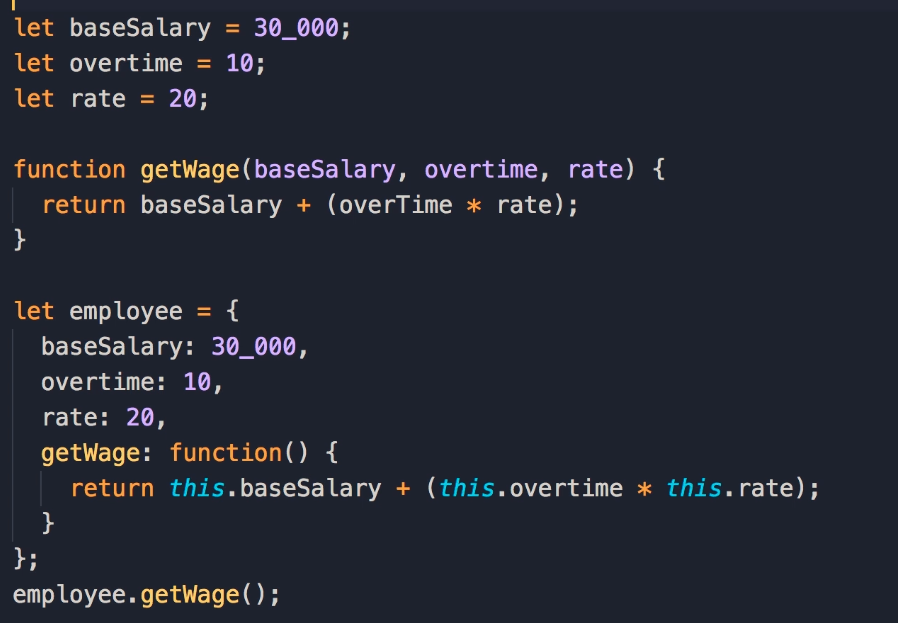 let baseSalary = 30_000;
let overtime = 10;
let rate = 20;
function getWage(baseSalary, overtime, rate) {
return baseSalary + (overTime * rate);
}
let employee = {
baseSalary: 30_000,
overtime: 10,
rate: 20,
getWage: function() {
return this.baseSalary + (this.overtime * this.rate);
}
};
employee.getWage();